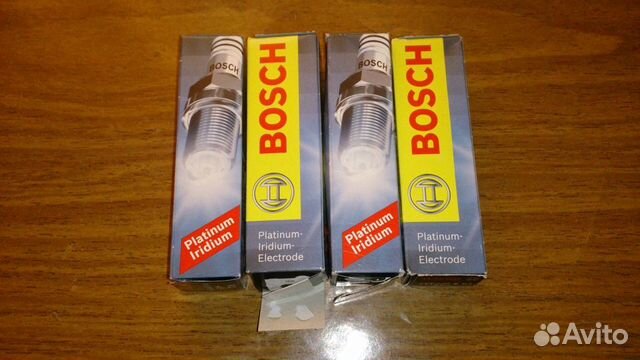 BOSCH
Platinum
Iridium
BOSCH
Platinum-
Iridium-
Electrode
BOSCH
Platinum
Iridium
BOSCH
Platinum-
Iridium-
Electrode
Avito